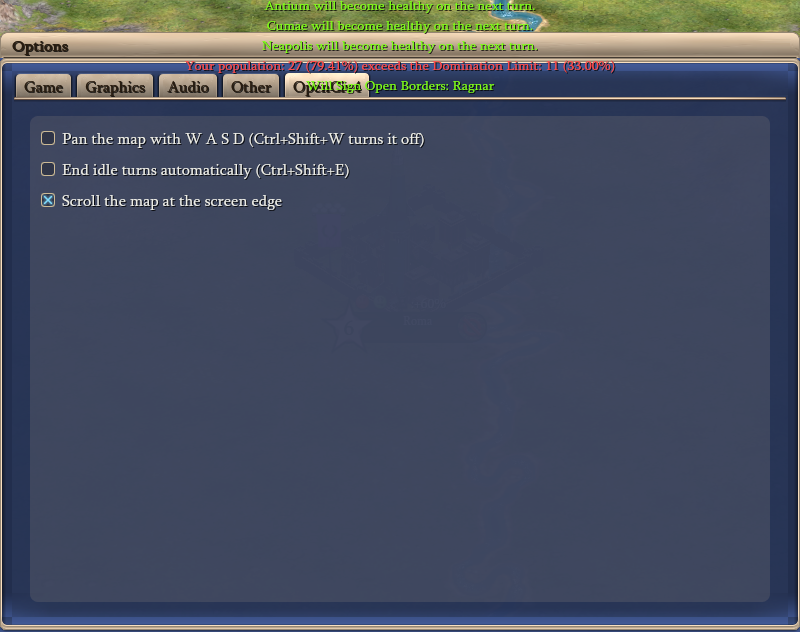 Antium will become healthy on the next turn.
Cumae will become healthy on the next turn.
Options
Neapolis will become healthy on the next turn.
Your population: 27 (79.41%) exceeds the Domination Limit: 11 (33.00%)
Game
Graphics
Audio
Other
Will Sign Open Borders: Ragnar
Pan the map with W A S D (Ctrl+Shift+W turns it off)
End idle turns automatically (Ctrl+Shift+E)
Scroll the map at the screen edge